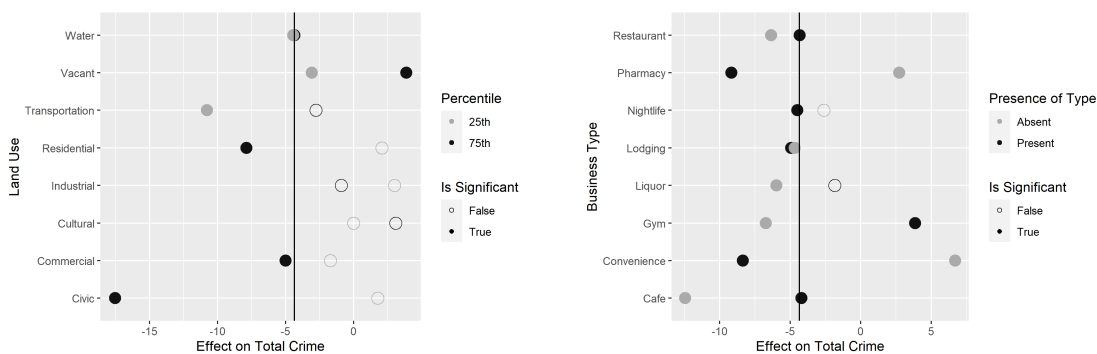 Land Use
Water
Vacant
Transportation
Residential
Industrial
Cultural
Commercial
Civic
-15 -10 -5 0
Effect on Total Crime
Percentile
25th
75th
Is Significant
False
True
Business Type
Restaurant
Pharmacy
Nightlife
Lodging
Liquor
Gym
Convenience
Cafe
-10 -5 0 5
Effect on Total Crime
Presence of Type
Absent
Present
Is Significant
False
True